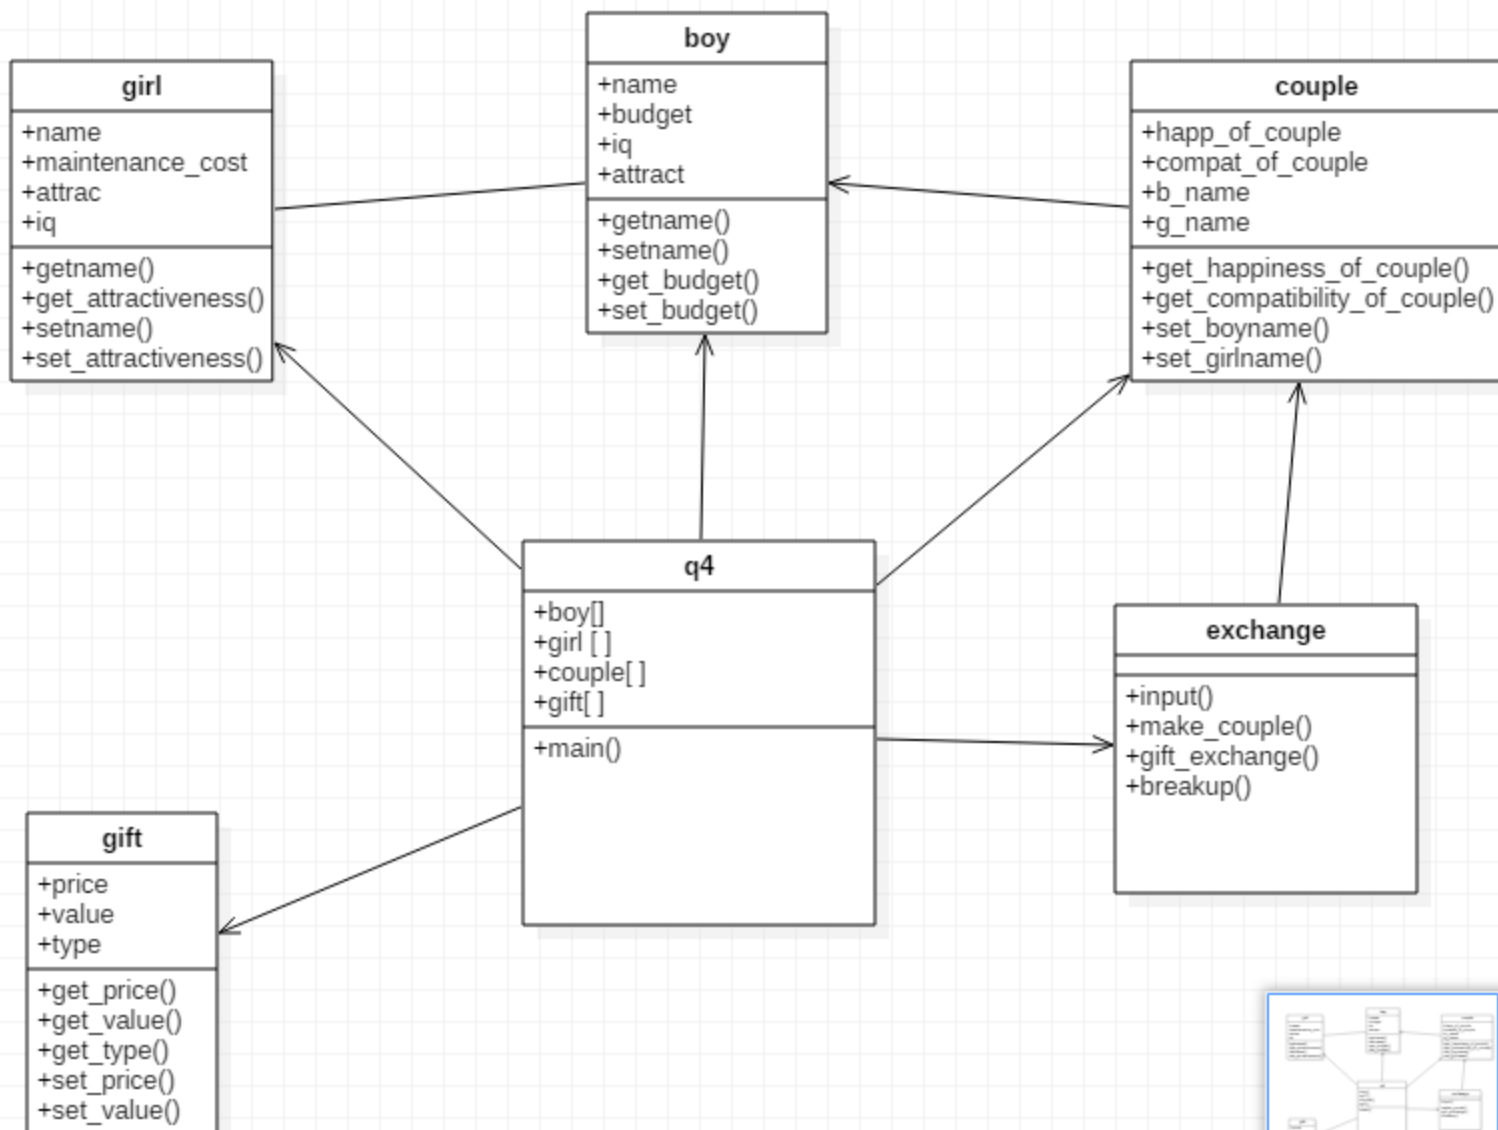 girl
+name
+maintenance_cost
+attrac
+iq
+getname()
+get_attractiveness()
+setname()
+set_attractiveness()
boy
+name
+budget
+iq
+attract
+getname()
+setname()
+get_budget()
+set_budget()
couple
+happ_of_couple
+compat_of_couple
+b_name
+g_name
+get_happiness_of_couple()
+get_compatibility_of_couple()
+set_boyname()
+set_girlname()
q4
+boy[]
+girl [ ]
+couple[ ]
+gift[ ]
+main()
exchange
+input()
+make_couple()
+gift_exchange()
+breakup()
gift
+price
+value
+type
+get_price()
+get_value()
+get_type()
+set_price()
+set_value()